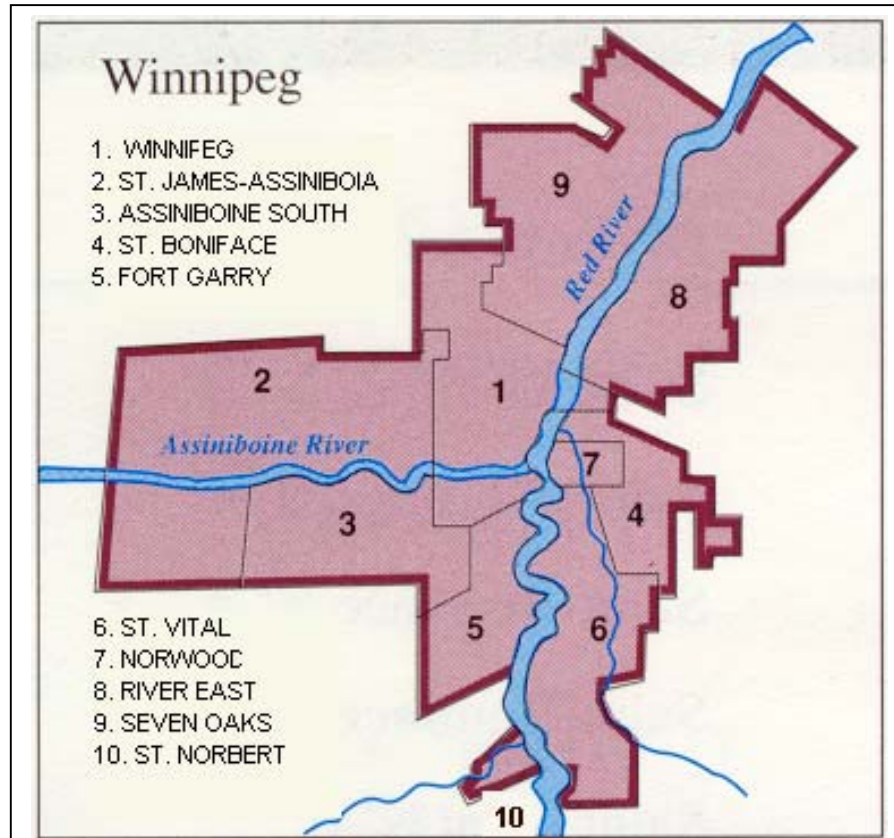 Winnipeg
1. WINNIFEG
2. ST. JAMES-ASSINIBOIA
3. ASSINIBOINE SOUTH
4. ST. BONIFACE
5. FORT GARRY
9
Red River
8
2
1
Assiniboine River
7
3
4
5
6
6. ST. VITAL
7. NORWOOD
8. RIVER EAST
9. SEVEN OAKS
10. ST. NORBERT
10